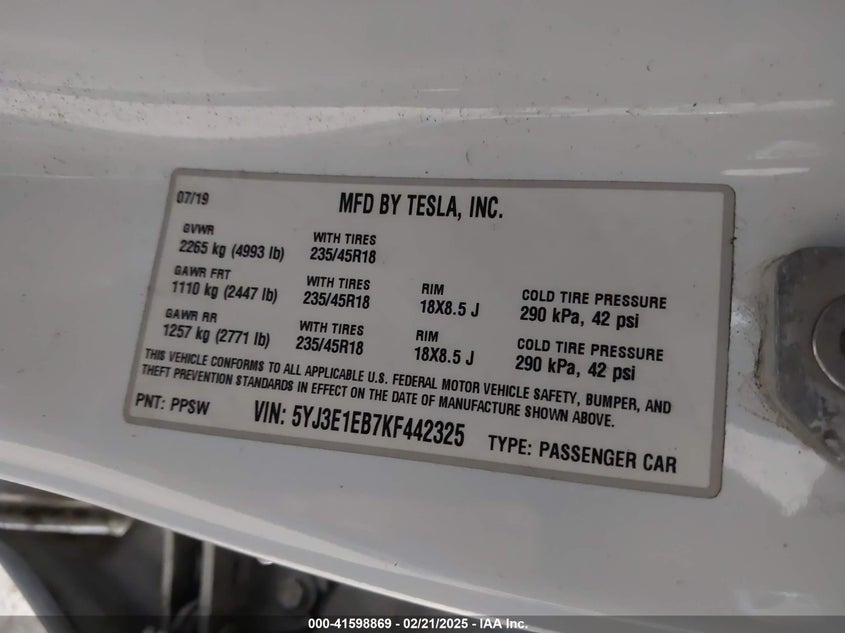 07/19
MFD BY TESLA, INC.
GVWR
2265 kg (4993 lb)
WITH TIRES
235/45R18
GAWR FRT
1110 kg (2447 lb)
WITH TIRES
235/45R18
RIM
18X8.5 J
COLD TIRE PRESSURE
290 kPa, 42 psi
GAWR RR
1257 kg (2771 lb)
WITH TIRES
235/45R18
RIM
18X8.5 J
COLD TIRE PRESSURE
290 kPa, 42 psi
THIS VEHICLE CONFORMS TO ALL APPLICABLE U.S. FEDERAL MOTOR VEHICLE SAFETY, BUMPER, AND
THEFT PREVENTION STANDARDS IN EFFECT ON THE DATE OF MANUFACTURE SHOWN ABOVE.
PNT: PPSW
VIN: 5YJ3E1EB7KF442325
TYPE: PASSENGER CAR
000-41598869 - 02/21/2025 - IAA Inc.